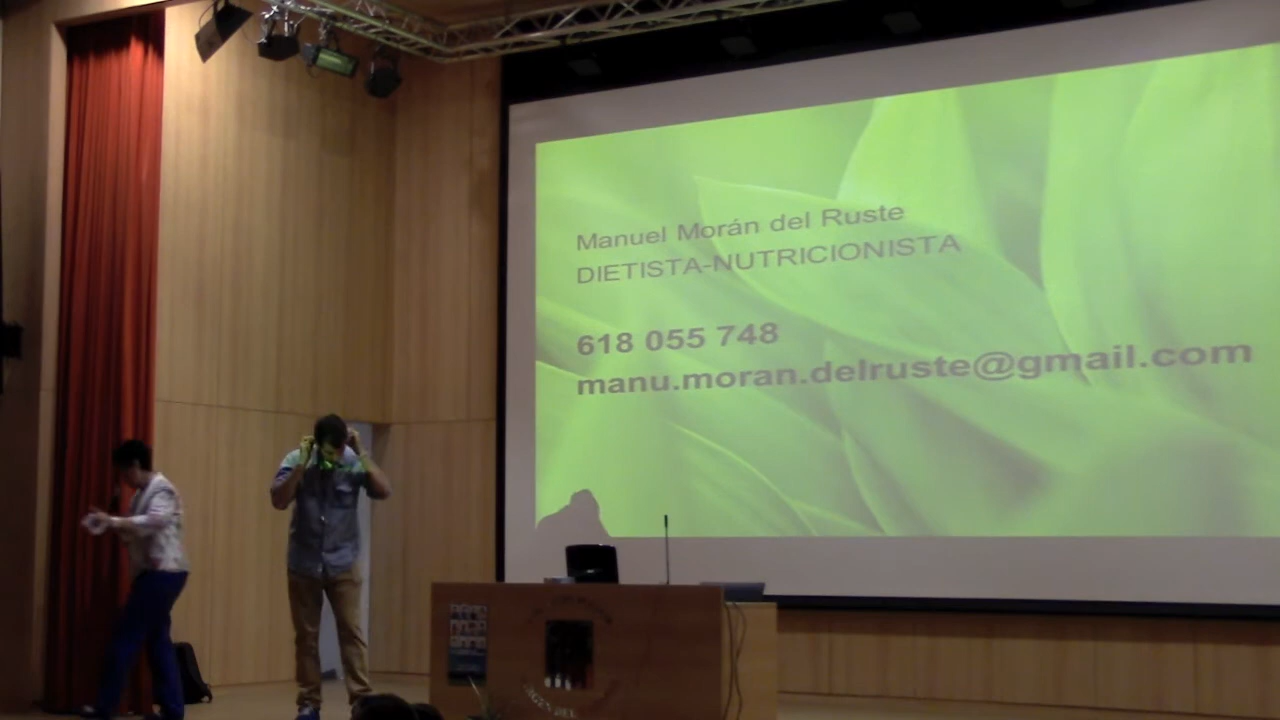 Manuel Morán del Ruste
DIETISTA-NUTRICIONISTA
618 055 748
manu.moran.delruste@gmail.com